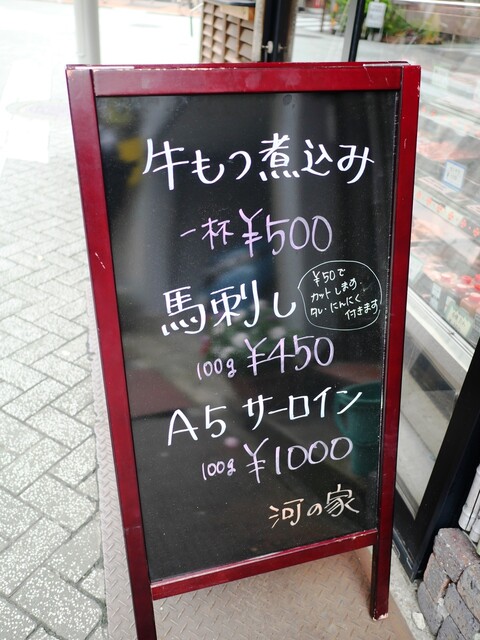 牛もつ煮込み
一杯 ¥500
馬刺し
¥50で
カットします。
タレ・にんにく
付きます
100g ¥450
A5 サーロイン
100g ¥1000
河の家